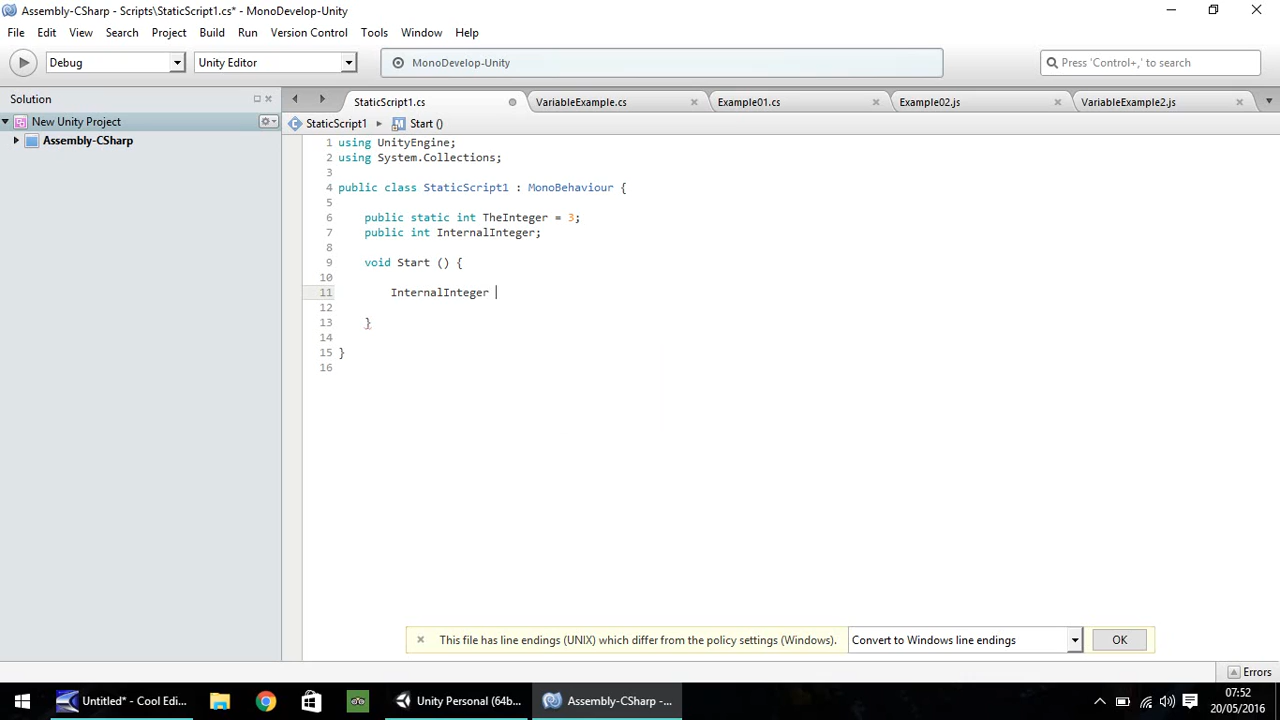 Assembly-CSharp - Scripts\StaticScript1.cs* - MonoDevelop-Unity
File Edit View Search Project Build Run Version Control Tools Window Help
Debug Unity Editor MonoDevelop-Unity Press 'Control+,' to search
Solution StaticScript1.cs VariableExample.cs Example01.cs Example02.js VariableExample2.js
New Unity Project StaticScript1 Start ()
Assembly-CSharp
1 using UnityEngine;
2 using System.Collections;
3
4 public class StaticScript1 : MonoBehaviour {
5
6 public static int TheInteger = 3;
7 public int InternalInteger;
8
9 void Start () {
10
11 InternalInteger
12
13 }
14
15 }
16
This file has line endings (UNIX) which differ from the policy settings (Windows). Convert to Windows line endings OK
Errors
Untitled* - Cool Edi... Unity Personal (64b... Assembly-CSharp -... 07:52
20/05/2016